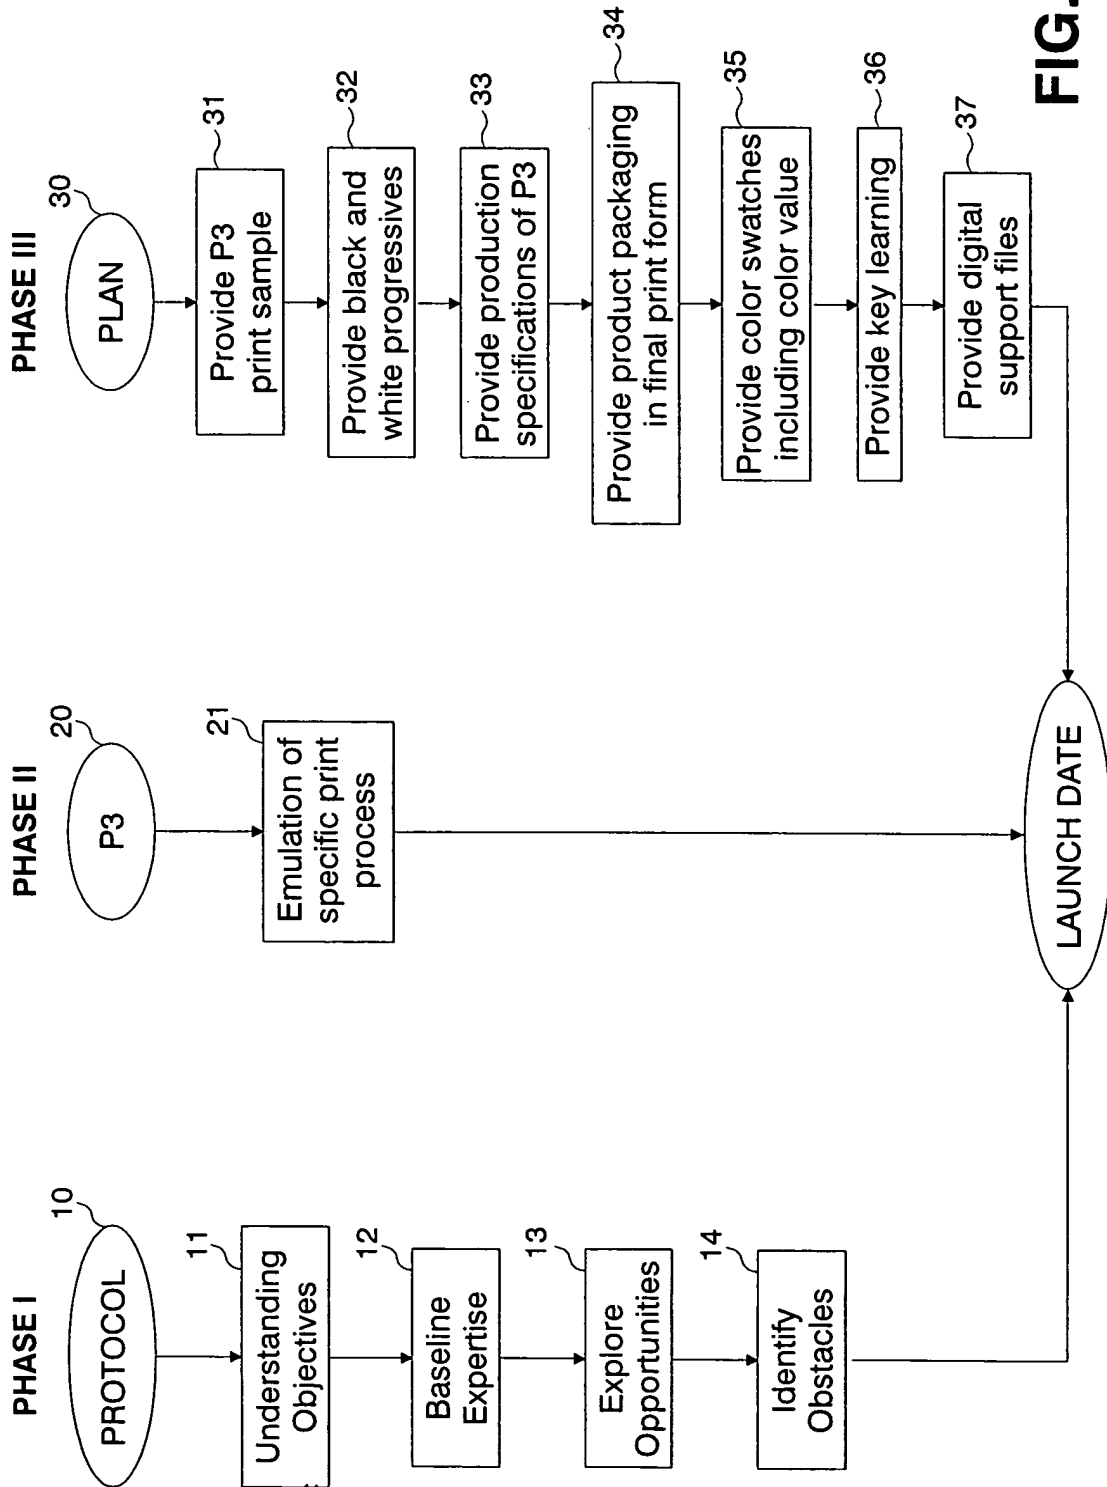 PHASE I
PROTOCOL
10
Understanding
Objectives
11
Baseline
Expertise
12
Explore
Opportunities
13
Identify
Obstacles
14
PHASE II
P3
20
Emulation of
specific print
process
21
PHASE III
PLAN
30
Provide P3
print sample
31
Provide black and
white progressives
32
Provide production
specifications of P3
33
Provide product packaging
in final print form
34
Provide color swatches
including color value
35
Provide key learning
36
Provide digital
support files
37
LAUNCH DATE
FIG.